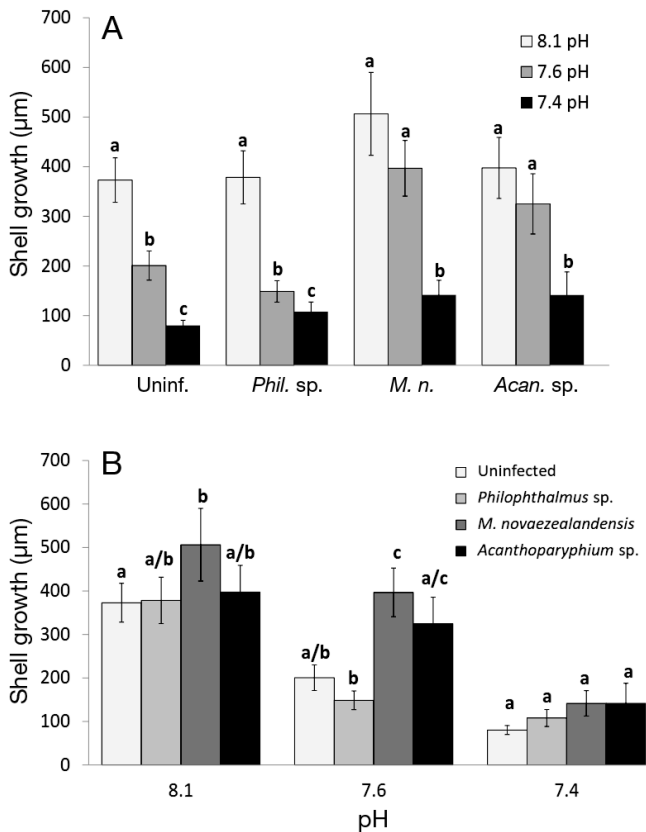 A
Shell growth (μm)
700
600
500
400
300
200
100
0
8.1 pH
7.6 pH
7.4 pH
a
b
c
a
b
c
a
a
b
a
a
b
Uninf.
Phil. sp.
M. n.
Acan. sp.
B
Shell growth (μm)
700
600
500
400
300
200
100
0
Uninfected
Philophthalmus sp.
M. novaezealandensis
Acanthoparyphium sp.
a
a/b
b
a/b
a/b
b
c
a/c
a
a
a
a
8.1
7.6
7.4
pH